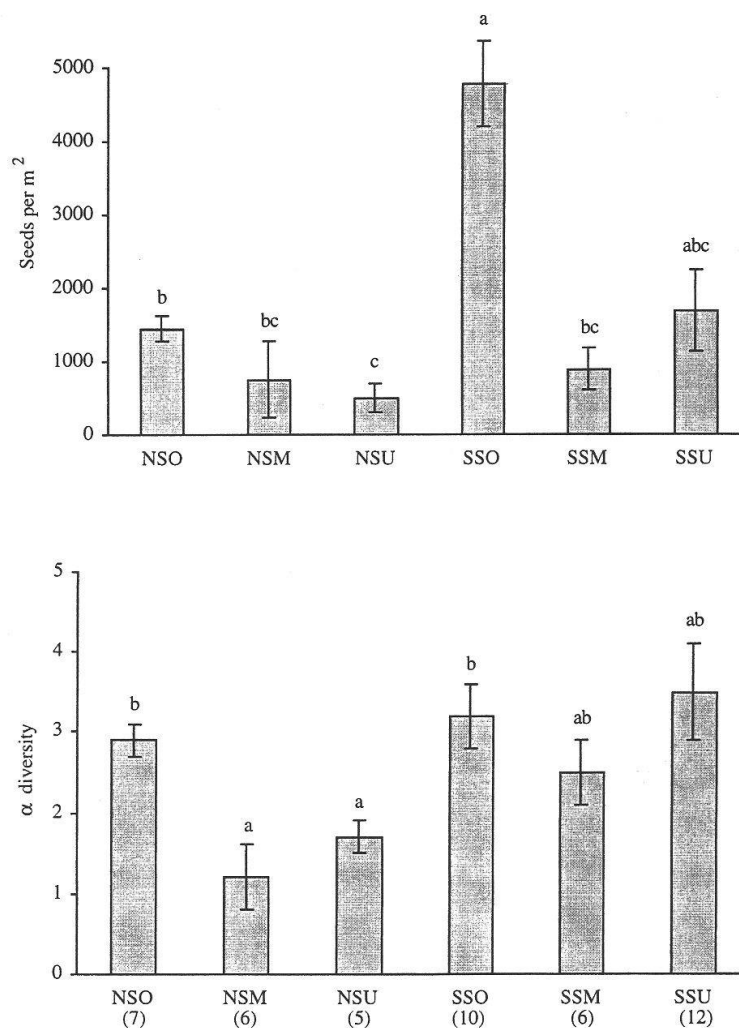 a
5000
4000
3000
2000
1000
0
Seeds per m²
b
bc
c
bc
abc
NSO NSM NSU SSO SSM SSU
5
4
3
2
1
0
α diversity
b
a
a
b
ab
ab
NSO NSM NSU SSO SSM SSU
(7) (6) (5) (10) (6) (12)